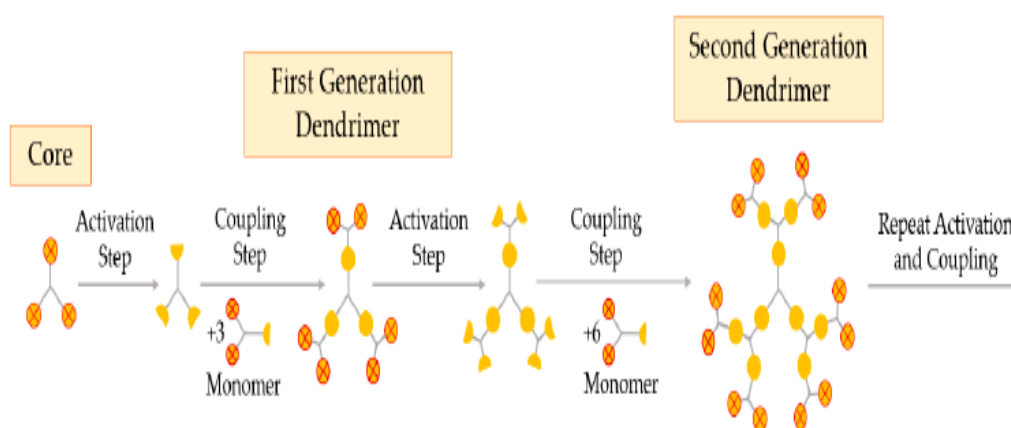 Core
Activation
Step
Coupling
Step
+3
Monomer
First Generation
Dendrimer
Activation
Step
Coupling
Step
+6
Monomer
Second Generation
Dendrimer
Repeat Activation
and Coupling